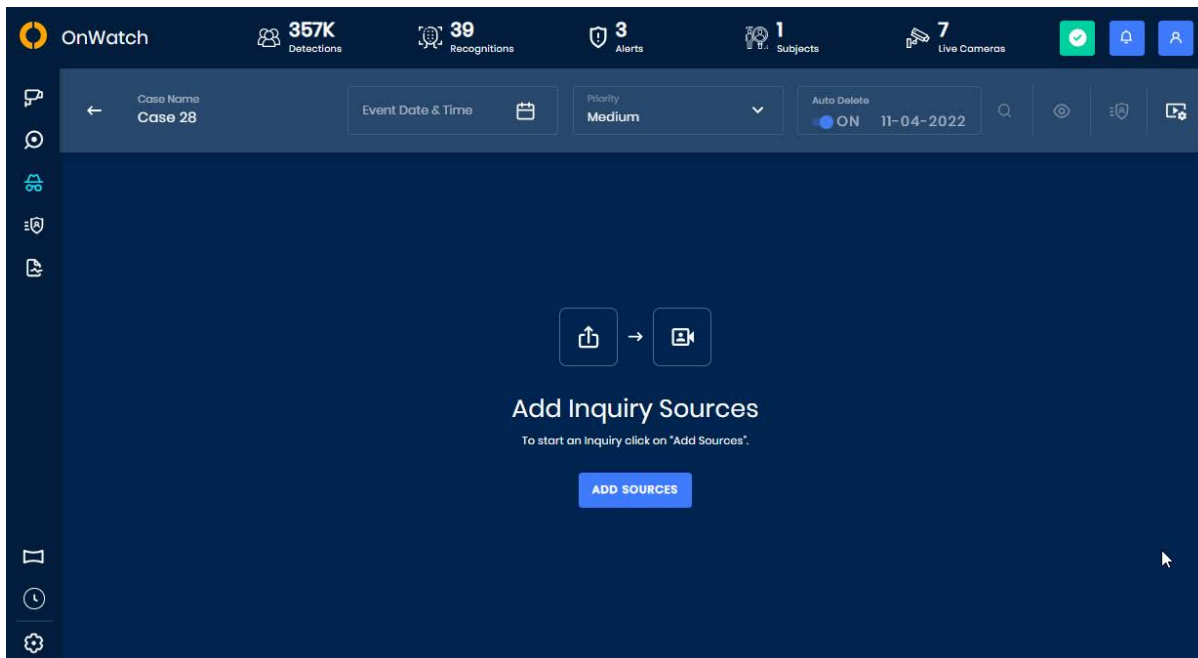 OnWatch
357K
Detections
39
Recognitions
3
Alerts
1
Subjects
7
Live Cameras
Case Name
Case 28
Event Date & Time
Priority
Medium
Auto Delete
ON 11-04-2022
Add Inquiry Sources
To start an Inquiry click on "Add Sources".
ADD SOURCES